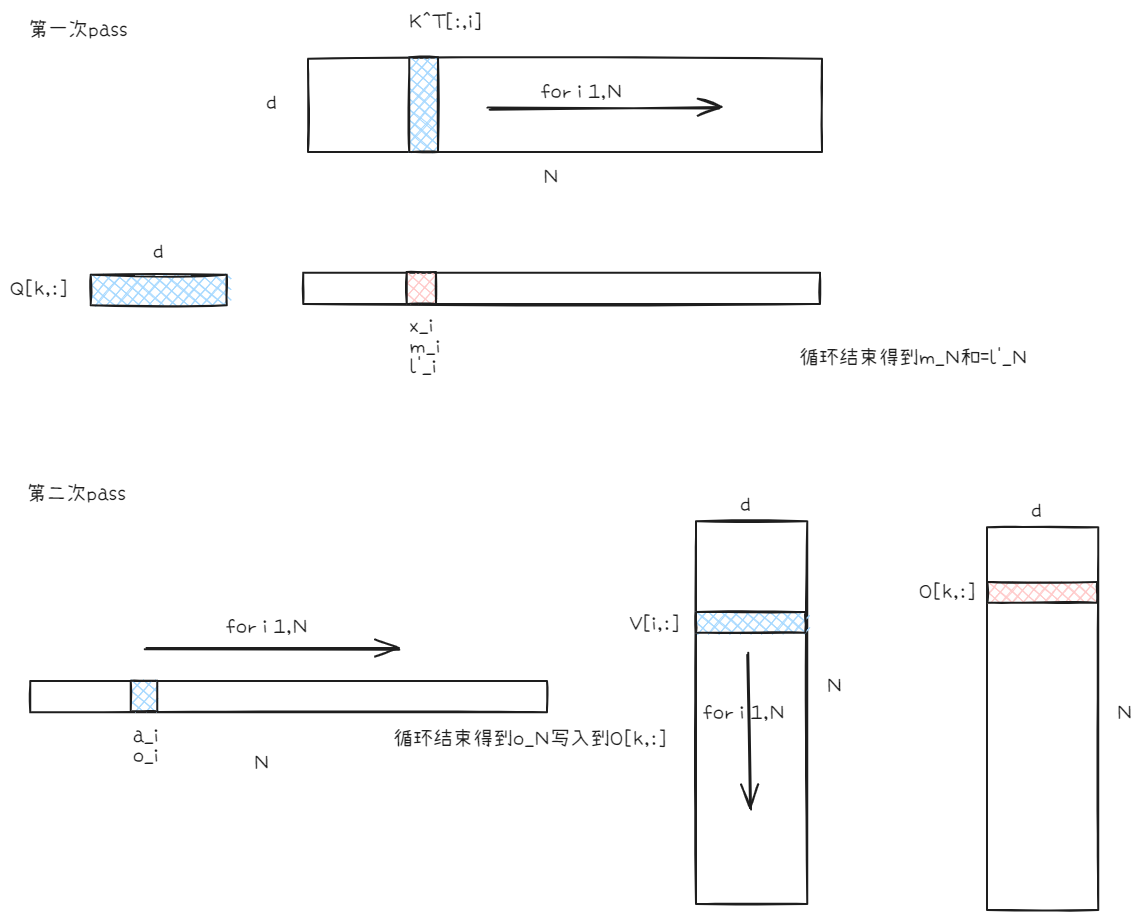 第一次pass
K^T[:,i]
d
for i 1,N
N
d
Q[k,:]
x_i
m_i
l'_i
循环结束得到m_N和=l'_N
第二次pass
for i 1,N
a_i
o_i
N
循环结束得到o_N写入到O[k,:]
d
V[i,:]
for i 1,N
N
d
O[k,:]
N